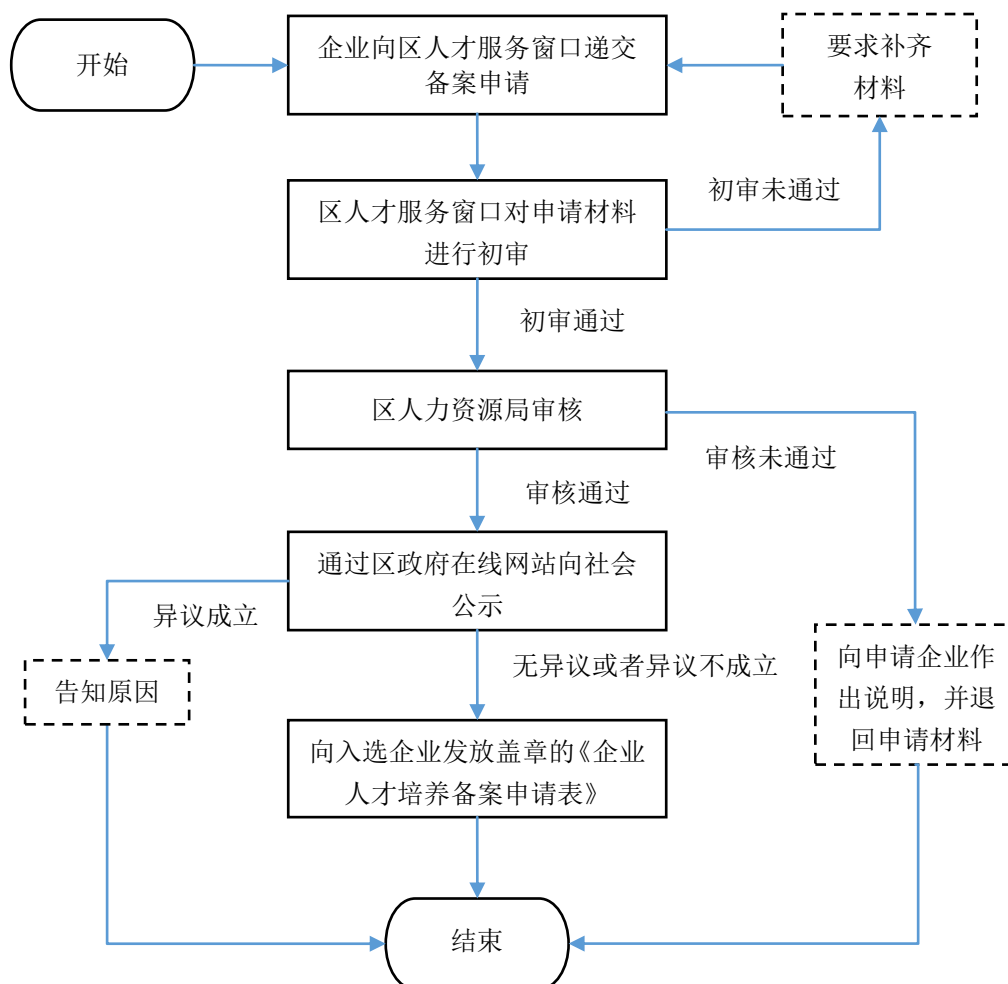 开始
企业向区人才服务窗口递交
备案申请
要求补齐
材料
区人才服务窗口对申请材料
进行初审
初审未通过
初审通过
区人力资源局审核
审核未通过
审核通过
通过区政府在线网站向社会
公示
异议成立
告知原因
无异议或者异议不成立
向申请企业作
出说明，并退
回申请材料
向入选企业发放盖章的《企业
人才培养备案申请表》
结束